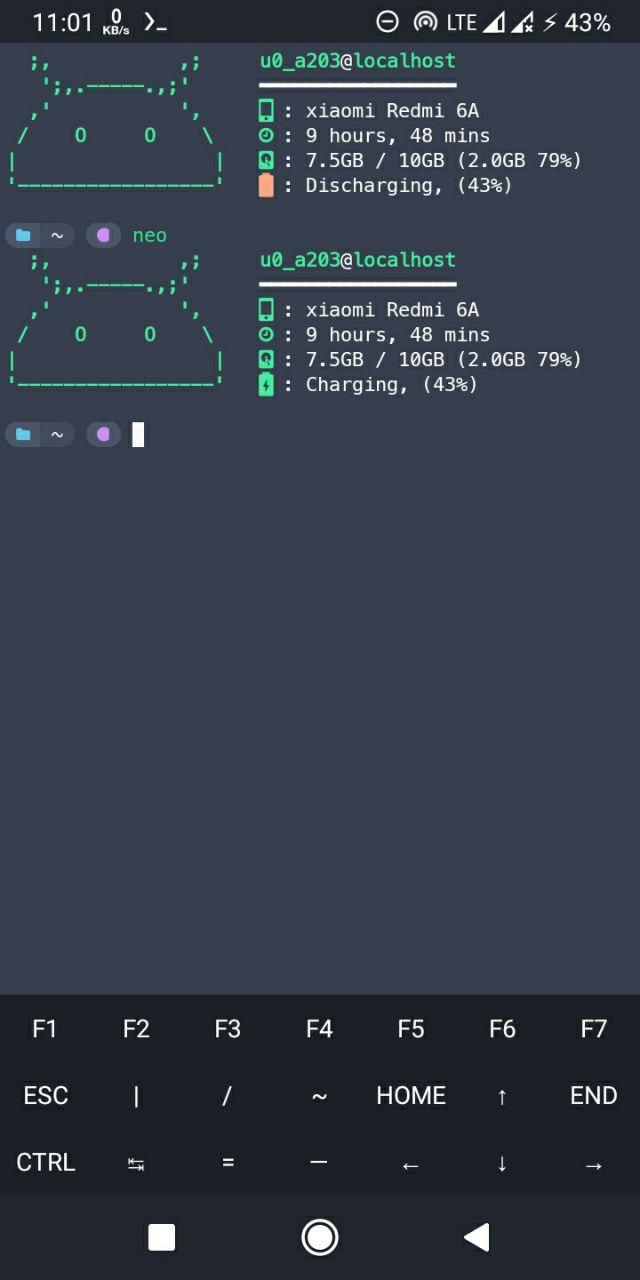 11:01 0 KB/s ❯_ LTE 43%
;, ,; u0_a203@localhost
';,.-----.,;'
,' ', : xiaomi Redmi 6A
/ O O \ : 9 hours, 48 mins
| | : 7.5GB / 10GB (2.0GB 79%)
'-----------------' : Discharging, (43%)
~ neo
;, ,; u0_a203@localhost
';,.-----.,;'
,' ', : xiaomi Redmi 6A
/ O O \ : 9 hours, 48 mins
| | : 7.5GB / 10GB (2.0GB 79%)
'-----------------' : Charging, (43%)
~
F1 F2 F3 F4 F5 F6 F7
ESC | / ~ HOME ↑ END
CTRL ↹ = — ← ↓ →